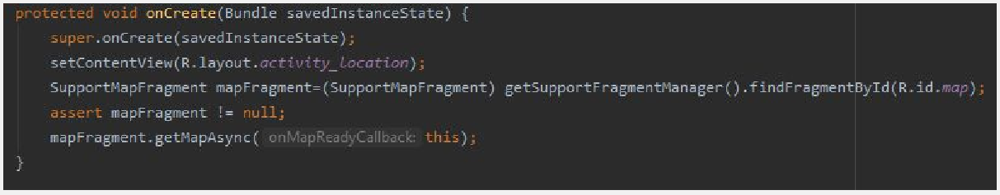 protected void onCreate(Bundle savedInstanceState) {
super.onCreate(savedInstanceState);
setContentView(R.layout.activity_location);
SupportMapFragment mapFragment=(SupportMapFragment) getSupportFragmentManager().findFragmentById(R.id.map);
assert mapFragment != null;
mapFragment.getMapAsync( onMapReadyCallback: this);
}